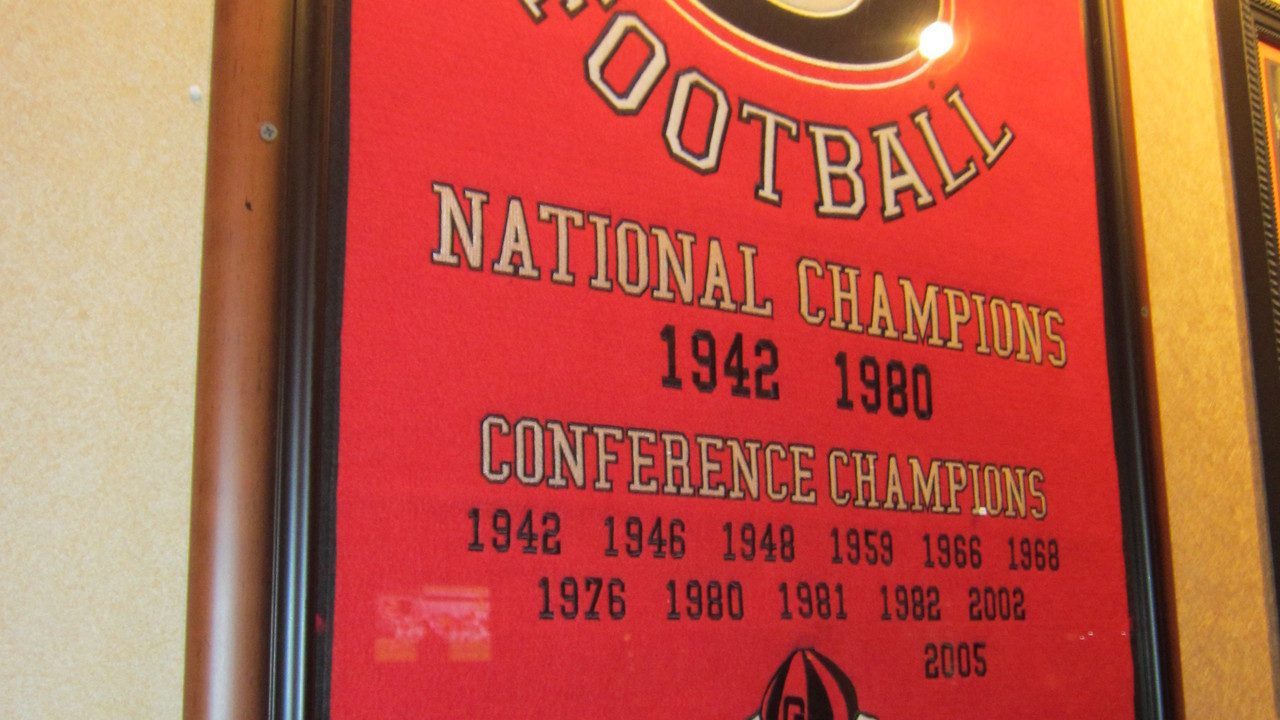 FOOTBALL
NATIONAL CHAMPIONS
1942 1980
CONFERENCE CHAMPIONS
1942 1946 1948 1959 1966 1968
1976 1980 1981 1982 2002
2005
G